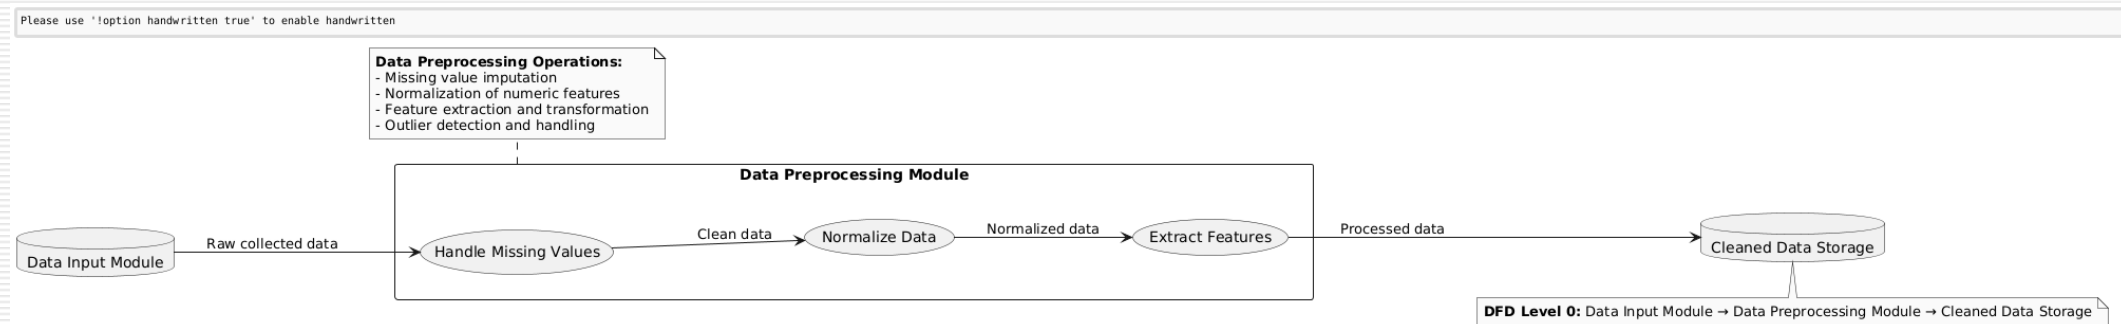 Please use '!option handwritten true' to enable handwritten
Data Preprocessing Operations:
- Missing value imputation
- Normalization of numeric features
- Feature extraction and transformation
- Outlier detection and handling
Data Preprocessing Module
Data Input Module
Raw collected data
Handle Missing Values
Clean data
Normalize Data
Normalized data
Extract Features
Processed data
Cleaned Data Storage
DFD Level 0: Data Input Module → Data Preprocessing Module → Cleaned Data Storage